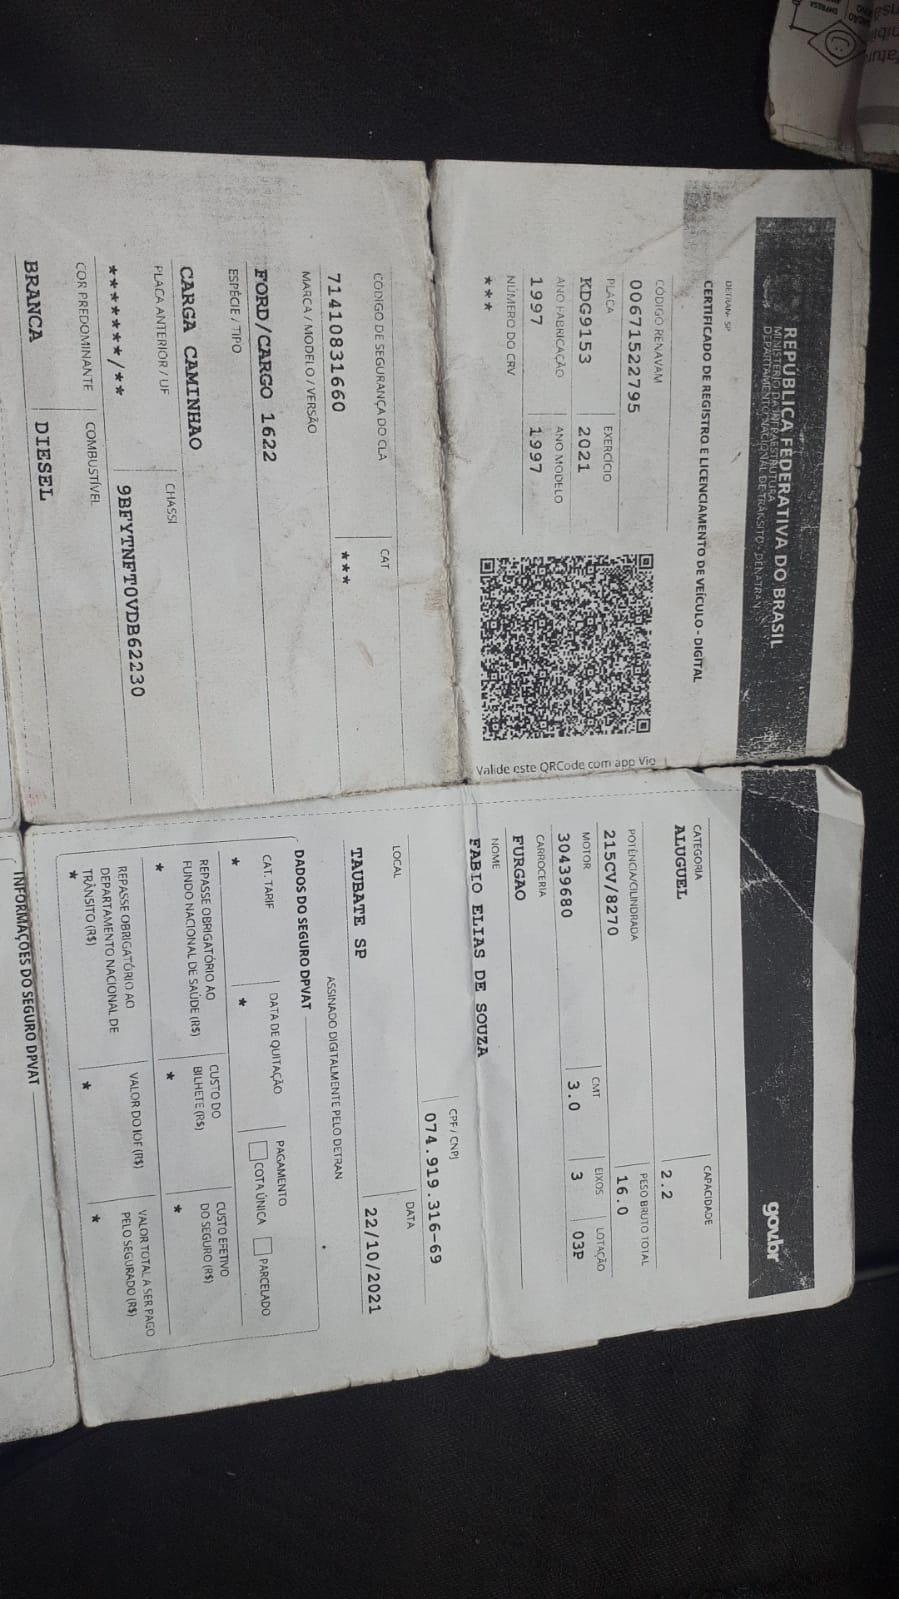 REPÚBLICA FEDERATIVA DO BRASIL
MINISTÉRIO DA INFRAESTRUTURA
DEPARTAMENTO NACIONAL DE TRÂNSITO - DENATRAN
gov.br
DETRAN- SP
CERTIFICADO DE REGISTRO E LICENCIAMENTO DE VEÍCULO - DIGITAL
CÓDIGO RENAVAM
00671522795
PLACA EXERCÍCIO
KDG9153 2021
ANO FABRICAÇÃO ANO MODELO
1997 1997
NÚMERO DO CRV
***
Valide este QRCode com app Vio
CÓDIGO DE SEGURANÇA DO CLA CAT
71410831660 ***
MARCA / MODELO / VERSÃO
FORD/CARGO 1622
ESPÉCIE / TIPO
CARGA CAMINHAO
PLACA ANTERIOR / UF CHASSI
*******/** 9BFYTNFT0VDB62230
COR PREDOMINANTE COMBUSTÍVEL
BRANCA DIESEL
CATEGORIA CAPACIDADE
ALUGUEL 2.2
POTÊNCIA/CILINDRADA PESO BRUTO TOTAL
215CV/8270 16.0
MOTOR CMT EIXOS LOTAÇÃO
30439680 3.0 3 03P
CARROCERIA
FURGAO
NOME
FABIO ELIAS DE SOUZA
CPF / CNPJ
074.919.316-69
LOCAL DATA
TAUBATE SP 22/10/2021
ASSINADO DIGITALMENTE PELO DETRAN
DADOS DO SEGURO DPVAT
CAT. TARIF DATA DE QUITAÇÃO PAGAMENTO
* * COTA ÚNICA PARCELADO
REPASSE OBRIGATÓRIO AO CUSTO DO CUSTO EFETIVO
FUNDO NACIONAL DE SAÚDE (R$) BILHETE (R$) DO SEGURO (R$)
* * *
REPASSE OBRIGATÓRIO AO
DEPARTAMENTO NACIONAL DE VALOR DO IOF (R$) VALOR TOTAL A SER PAGO
TRÂNSITO (R$) PELO SEGURADO (R$)
* * *
INFORMAÇÕES DO SEGURO DPVAT